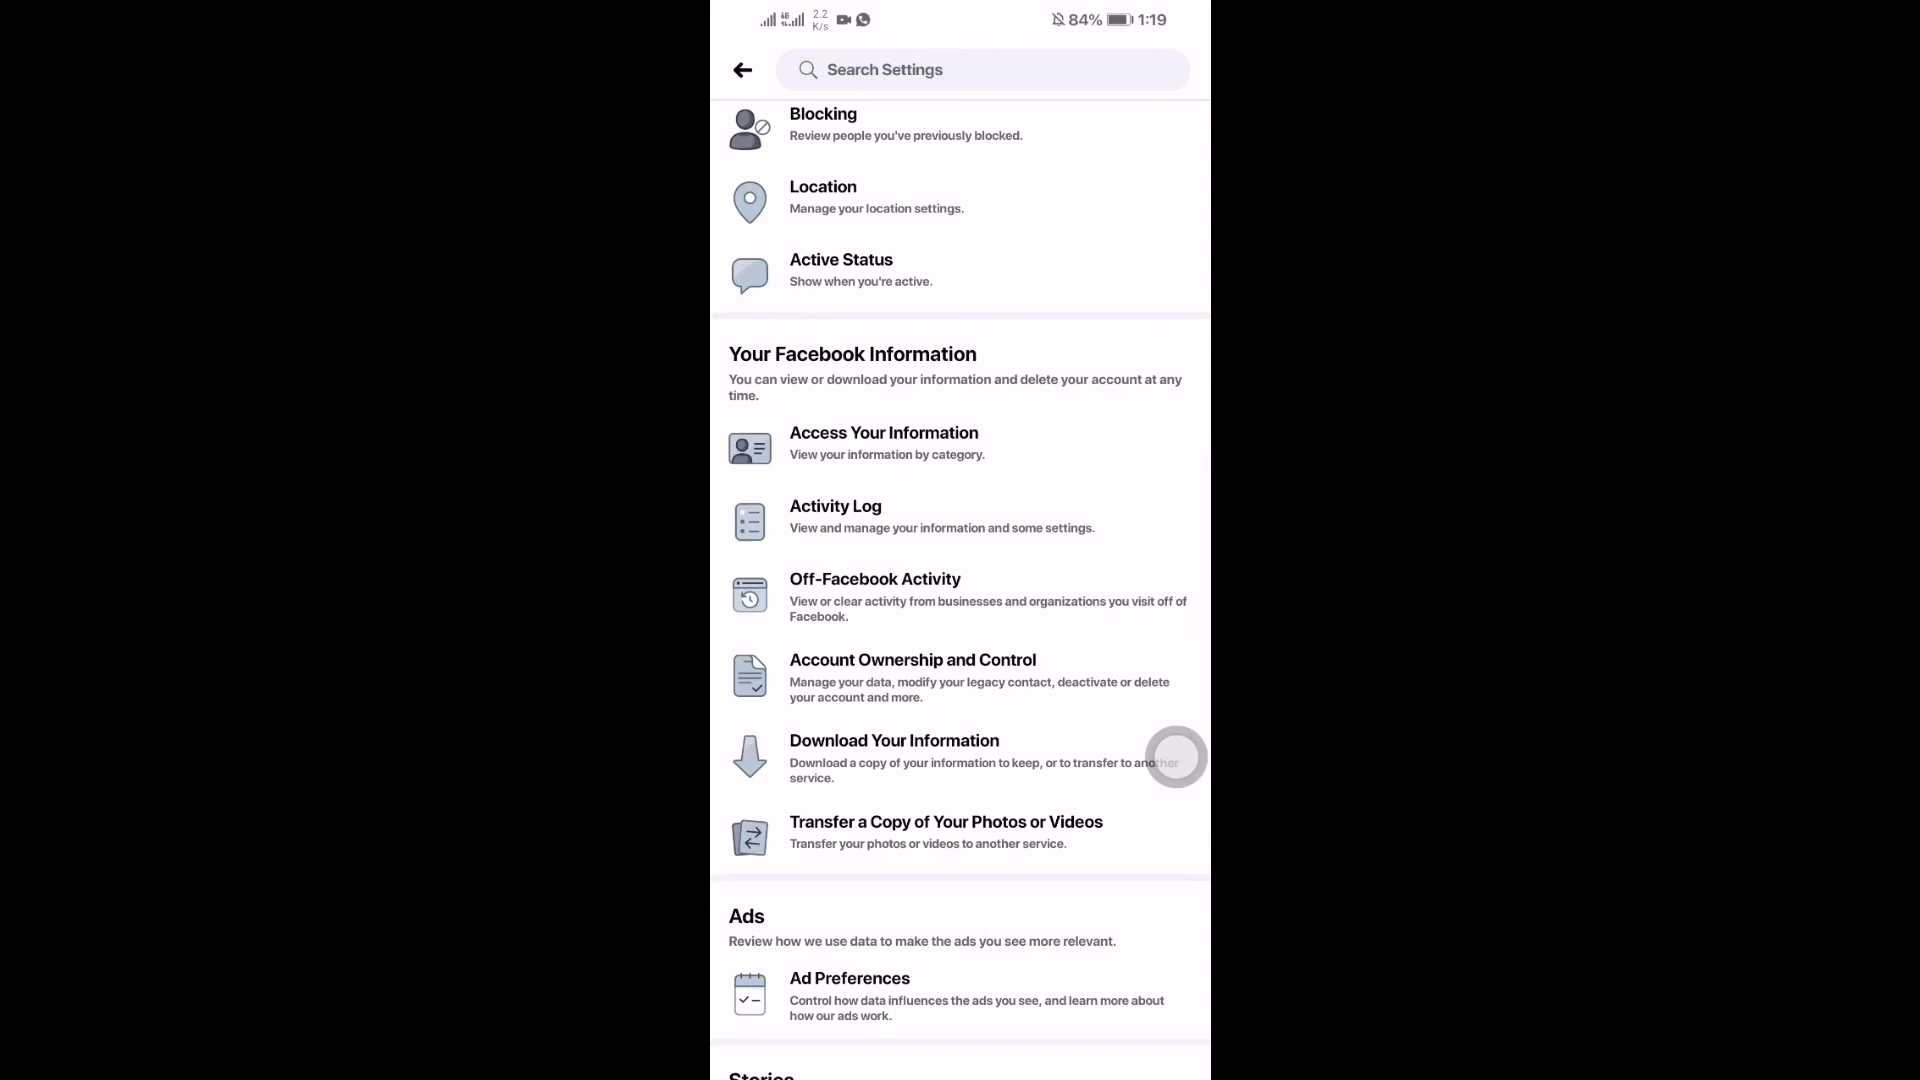 4G
2.2
K/s
84%
1:19
Search Settings
Blocking
Review people you've previously blocked.
Location
Manage your location settings.
Active Status
Show when you're active.
Your Facebook Information
You can view or download your information and delete your account at any
time.
Access Your Information
View your information by category.
Activity Log
View and manage your information and some settings.
Off-Facebook Activity
View or clear activity from businesses and organizations you visit off of
Facebook.
Account Ownership and Control
Manage your data, modify your legacy contact, deactivate or delete
your account and more.
Download Your Information
Download a copy of your information to keep, or to transfer to another
service.
Transfer a Copy of Your Photos or Videos
Transfer your photos or videos to another service.
Ads
Review how we use data to make the ads you see more relevant.
Ad Preferences
Control how data influences the ads you see, and learn more about
how our ads work.
Stories